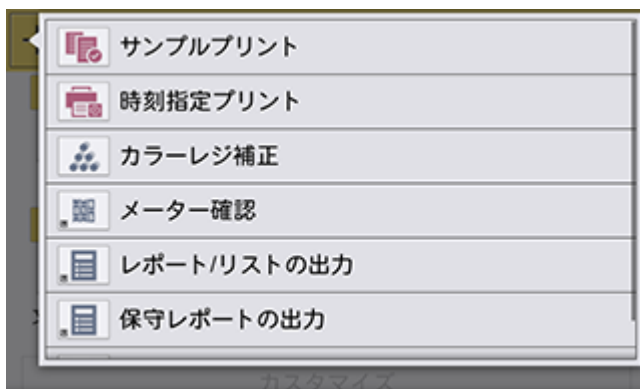 サンプルプリント
時刻指定プリント
カラーレジ補正
メーター確認
レポート/リストの出力
保守レポートの出力
カスタマイズ